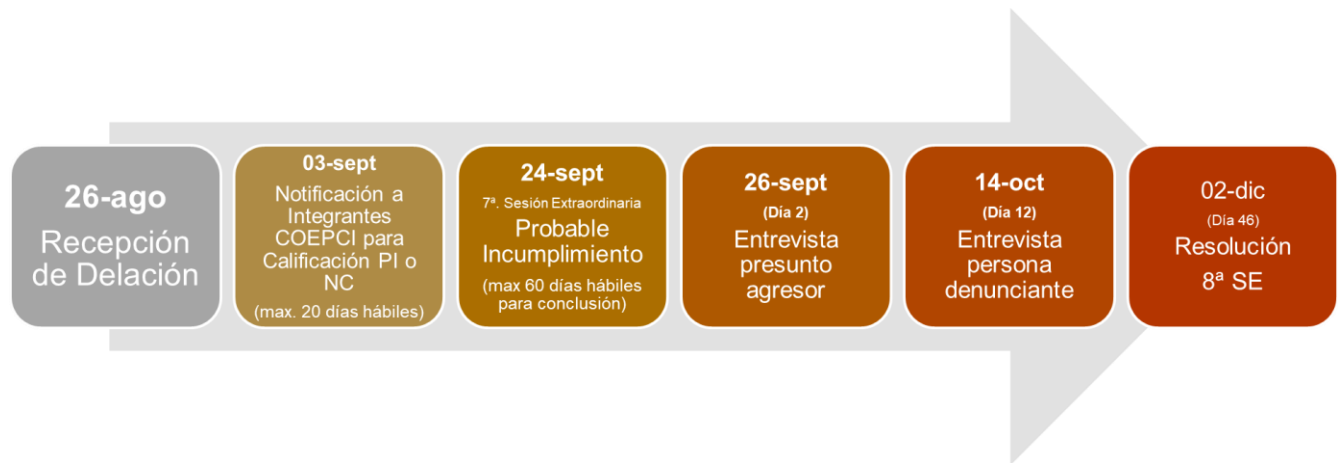 26-ago
Recepción
de Delación
03-sept
Notificación a
Integrantes
COEPCI para
Calificación PI o
NC
(max. 20 días hábiles)
24-sept
7ª. Sesión Extraordinaria
Probable
Incumplimiento
(max 60 días hábiles
para conclusión)
26-sept
(Día 2)
Entrevista
presunto
agresor
14-oct
(Día 12)
Entrevista
persona
denunciante
02-dic
(Día 46)
Resolución
8ª SE